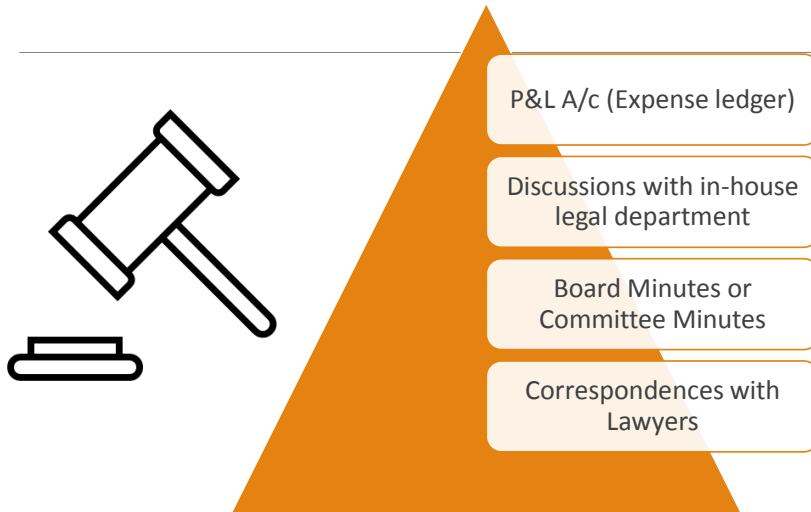 P&L A/c (Expense ledger)
Discussions with in-house
legal department
Board Minutes or
Committee Minutes
Correspondences with
Lawyers